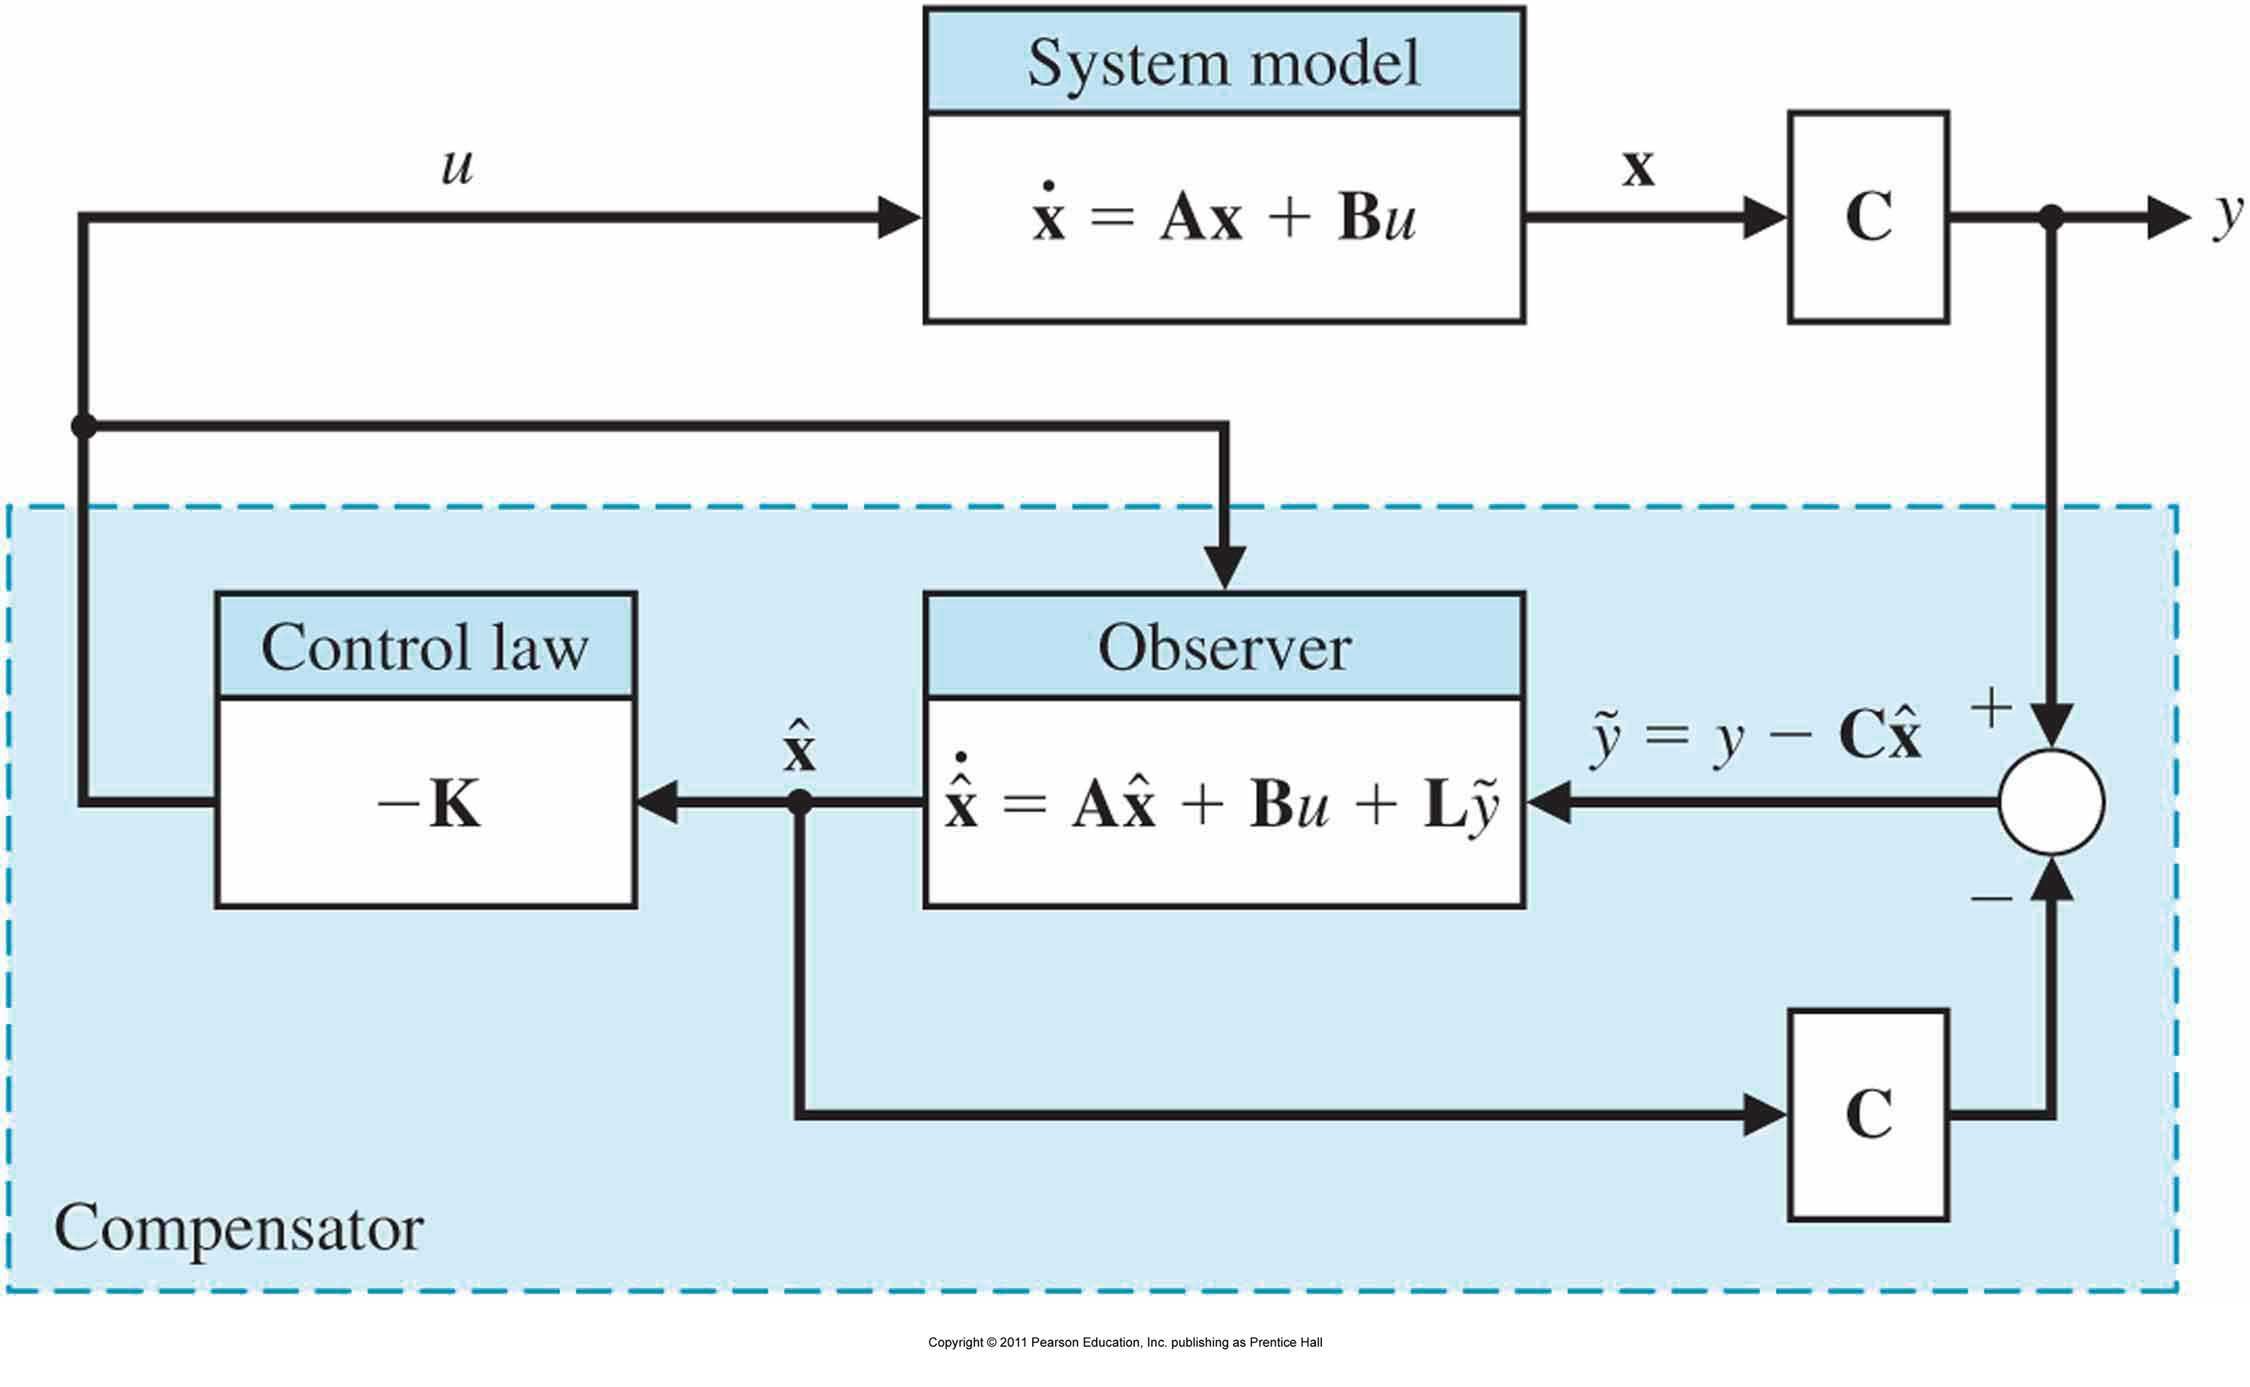 System model
u
ẋ = Ax + Bu
x
C
y
Control law
Observer
−K
x̂
x̂̇ = Ax̂ + Bu + Lỹ
ỹ = y − Cx̂
+
−
C
Compensator
Copyright © 2011 Pearson Education, Inc. publishing as Prentice Hall